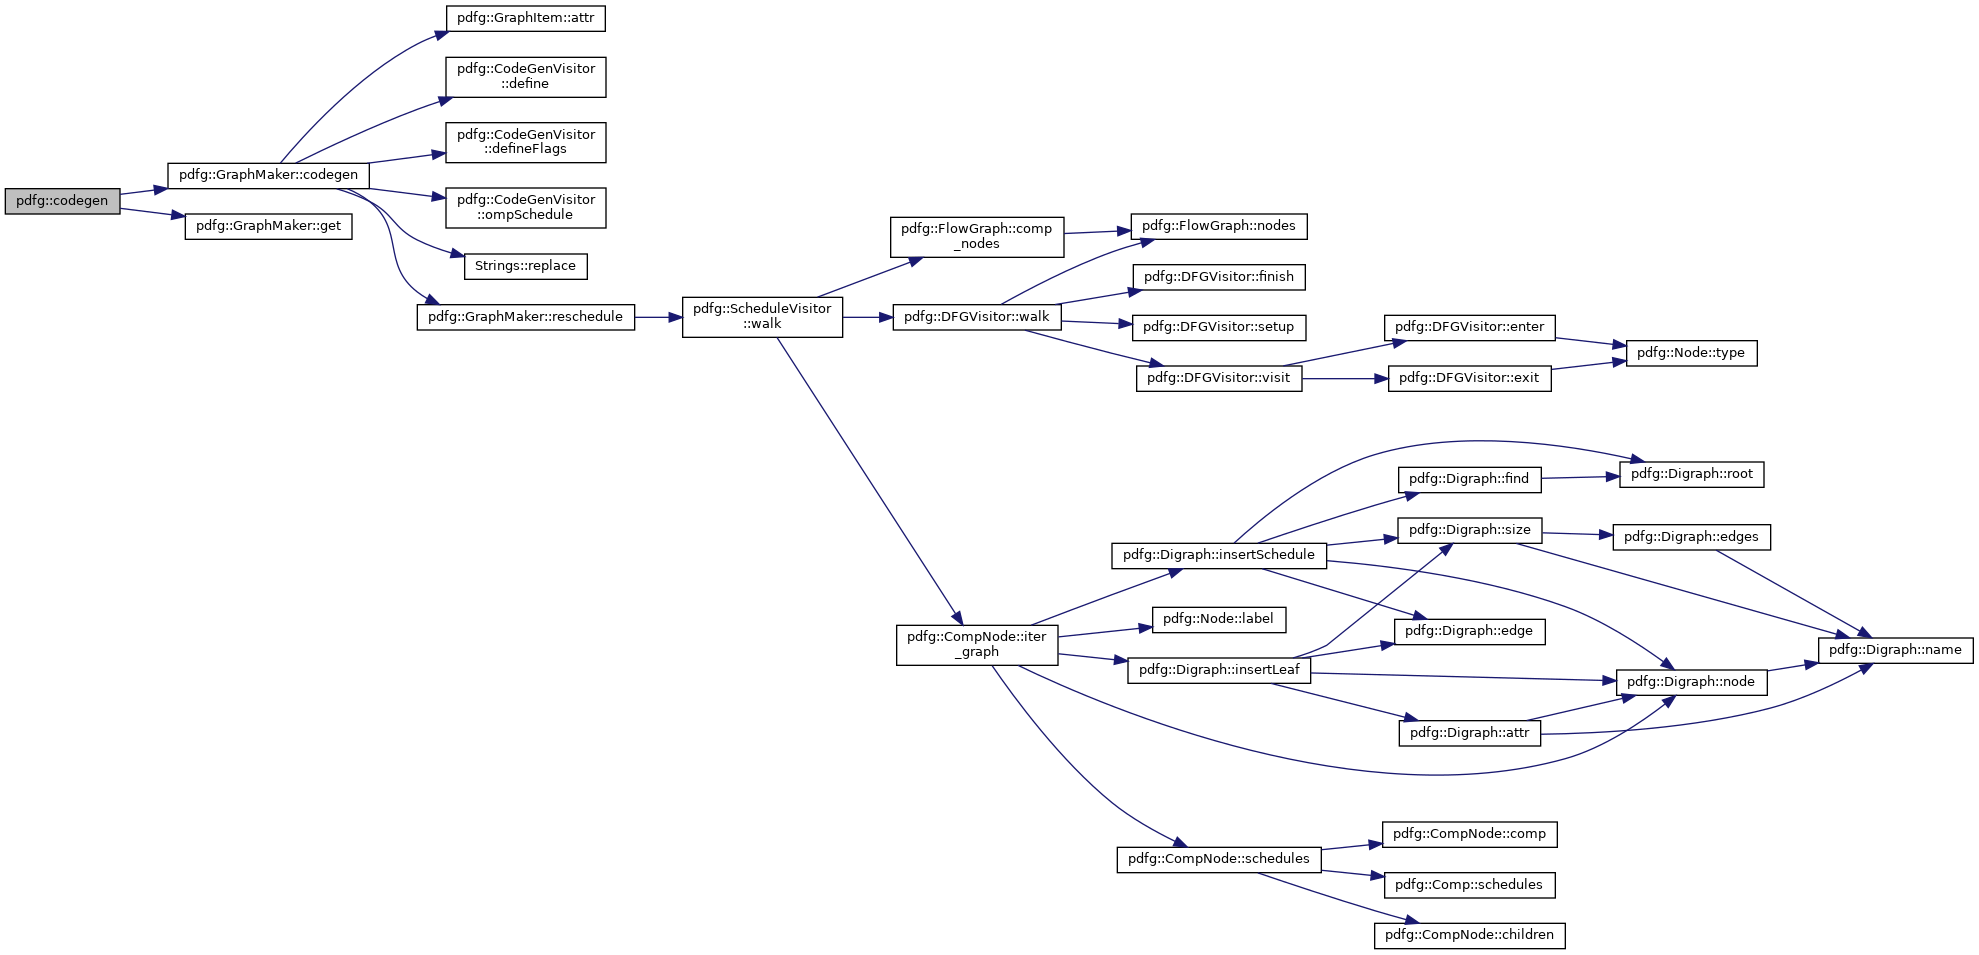 pdfg::codegen
pdfg::GraphMaker::codegen
pdfg::GraphMaker::get
pdfg::GraphItem::attr
pdfg::CodeGenVisitor
::define
pdfg::CodeGenVisitor
::defineFlags
pdfg::CodeGenVisitor
::ompSchedule
Strings::replace
pdfg::GraphMaker::reschedule
pdfg::ScheduleVisitor
::walk
pdfg::FlowGraph::comp
_nodes
pdfg::DFGVisitor::walk
pdfg::CompNode::iter
_graph
pdfg::FlowGraph::nodes
pdfg::DFGVisitor::finish
pdfg::DFGVisitor::setup
pdfg::DFGVisitor::visit
pdfg::DFGVisitor::enter
pdfg::DFGVisitor::exit
pdfg::Node::type
pdfg::Digraph::insertSchedule
pdfg::Node::label
pdfg::Digraph::insertLeaf
pdfg::CompNode::schedules
pdfg::Digraph::find
pdfg::Digraph::size
pdfg::Digraph::edge
pdfg::Digraph::attr
pdfg::CompNode::comp
pdfg::Comp::schedules
pdfg::CompNode::children
pdfg::Digraph::root
pdfg::Digraph::edges
pdfg::Digraph::node
pdfg::Digraph::name